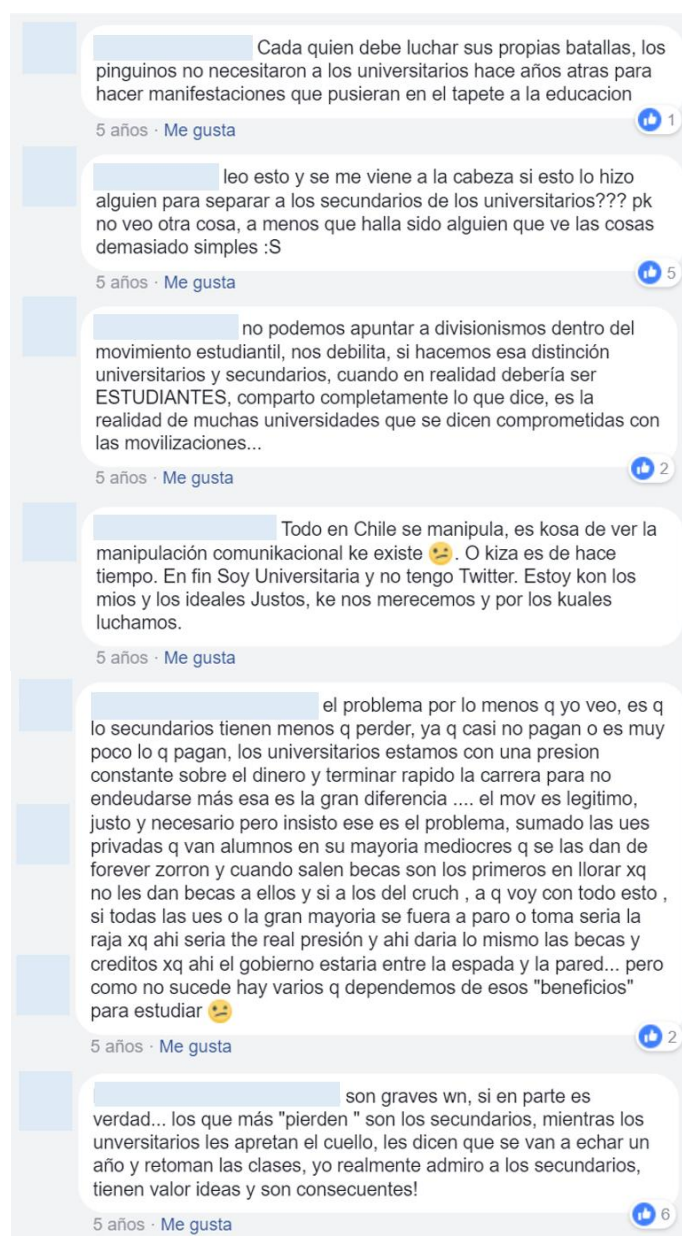 Cada quien debe luchar sus propias batallas, los
pinguinos no necesitaron a los universitarios hace años atras para
hacer manifestaciones que pusieran en el tapete a la educacion
1
5 años · Me gusta
leo esto y se me viene a la cabeza si esto lo hizo
alguien para separar a los secundarios de los universitarios??? pk
no veo otra cosa, a menos que halla sido alguien que ve las cosas
demasiado simples :S
5
5 años · Me gusta
no podemos apuntar a divisionismos dentro del
movimiento estudiantil, nos debilita, si hacemos esa distinción
universitarios y secundarios, cuando en realidad debería ser
ESTUDIANTES, comparto completamente lo que dice, es la
realidad de muchas universidades que se dicen comprometidas con
las movilizaciones...
2
5 años · Me gusta
Todo en Chile se manipula, es kosa de ver la
manipulación comunikacional ke existe 😕. O kiza es de hace
tiempo. En fin Soy Universitaria y no tengo Twitter. Estoy kon los
mios y los ideales Justos, ke nos merecemos y por los kuales
luchamos.
5 años · Me gusta
el problema por lo menos q yo veo, es q
lo secundarios tienen menos q perder, ya q casi no pagan o es muy
poco lo q pagan, los universitarios estamos con una presion
constante sobre el dinero y terminar rapido la carrera para no
endeudarse más esa es la gran diferencia .... el mov es legitimo,
justo y necesario pero insisto ese es el problema, sumado las ues
privadas q van alumnos en su mayoria mediocres q se las dan de
forever zorron y cuando salen becas son los primeros en llorar xq
no les dan becas a ellos y si a los del cruch , a q voy con todo esto ,
si todas las ues o la gran mayoria se fuera a paro o toma seria la
raja xq ahi seria the real presión y ahi daria lo mismo las becas y
creditos xq ahi el gobierno estaria entre la espada y la pared... pero
como no sucede hay varios q dependemos de esos "beneficios"
para estudiar 😕
2
5 años · Me gusta
son graves wn, si en parte es
verdad... los que más "pierden " son los secundarios, mientras los
unversitarios les apretan el cuello, les dicen que se van a echar un
año y retoman las clases, yo realmente admiro a los secundarios,
tienen valor ideas y son consecuentes!
6
5 años · Me gusta